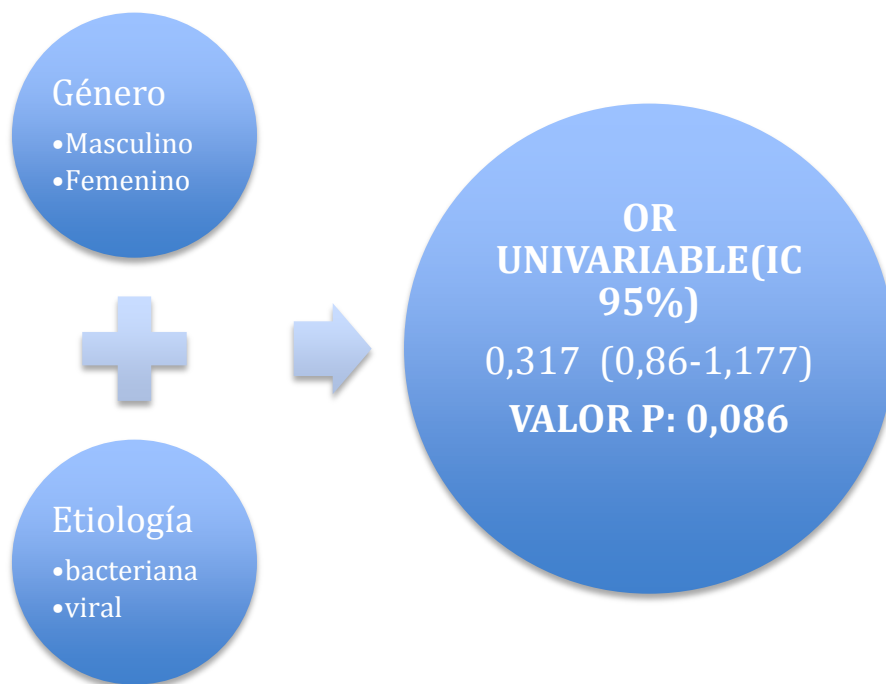 Género
•Masculino
•Femenino
Etiología
•bacteriana
•viral
OR
UNIVARIABLE(IC
95%)
0,317 (0,86-1,177)
VALOR P: 0,086